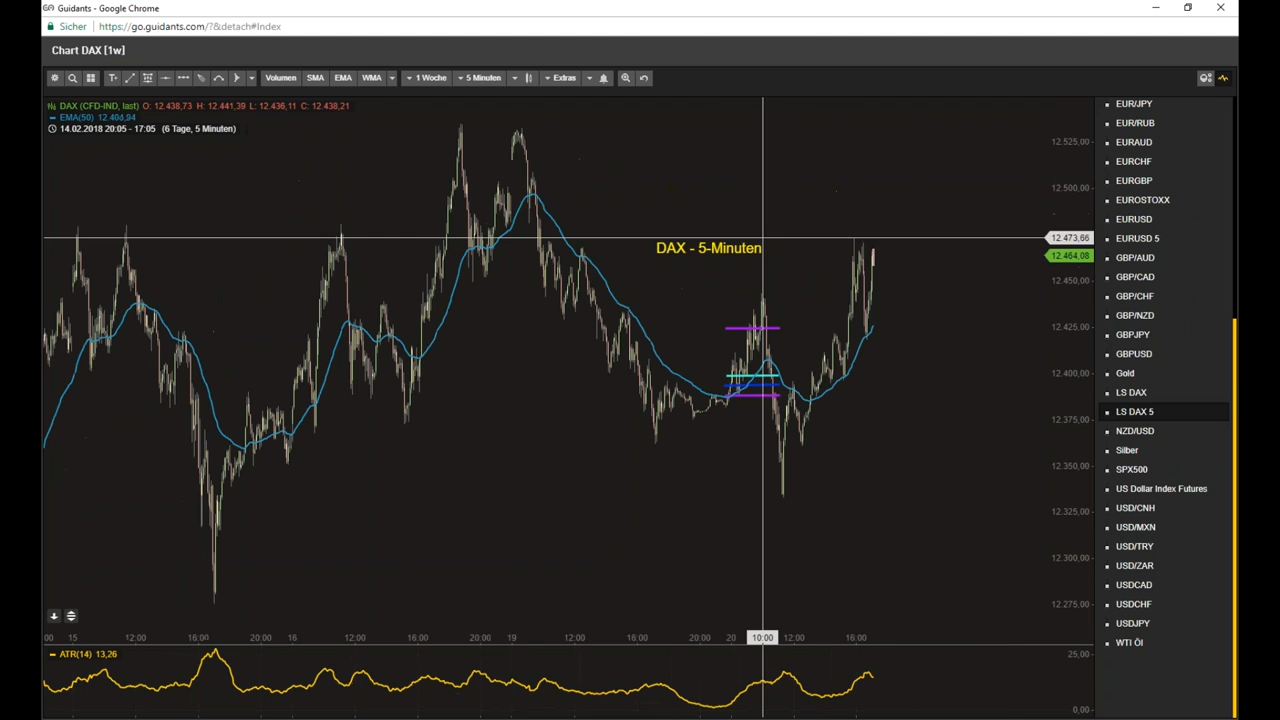 Guidants - Google Chrome
Sicher https://go.guidants.com/?&detach#Index
Chart DAX [1w]
Volumen SMA EMA WMA 1 Woche 5 Minuten Extras
DAX (CFD-IND, last) O: 12.438,73 H: 12.441,39 L: 12.436,11 C: 12.438,21
EMA(50) 12.404,94
14.02.2018 20:05 - 17:05 (6 Tage, 5 Minuten)
DAX - 5-Minuten
12.525,00
12.500,00
12.473,66
12.464,08
12.450,00
12.425,00
12.400,00
12.375,00
12.350,00
12.325,00
12.300,00
12.275,00
00 15 12:00 16:00 20:00 16 12:00 16:00 20:00 19 12:00 16:00 20:00 20 10:00 12:00 16:00
ATR(14) 13,26
25,00
0,00
EUR/JPY
EUR/RUB
EURAUD
EURCHF
EURGBP
EUROSTOXX
EURUSD
EURUSD 5
GBP/AUD
GBP/CAD
GBP/CHF
GBP/NZD
GBPJPY
GBPUSD
Gold
LS DAX
LS DAX 5
NZD/USD
Silber
SPX500
US Dollar Index Futures
USD/CNH
USD/MXN
USD/TRY
USD/ZAR
USDCAD
USDCHF
USDJPY
WTI Öl